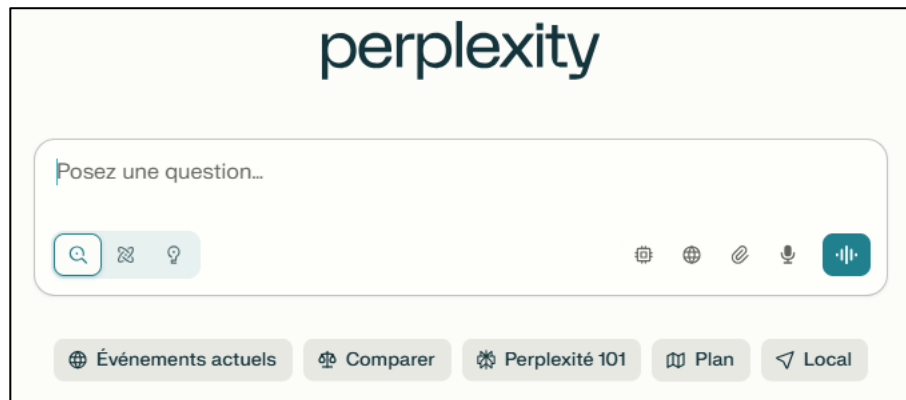 perplexity
Posez une question...
Événements actuels Comparer Perplexité 101 Plan Local